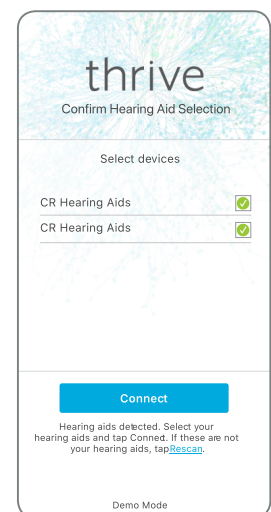 thrive
Confirm Hearing Aid Selection
Select devices
CR Hearing Aids
CR Hearing Aids
Connect
Hearing aids detected. Select your
hearing aids and tap Conned. If these are not
your hearing aids, tapRescan.
Demo Mode